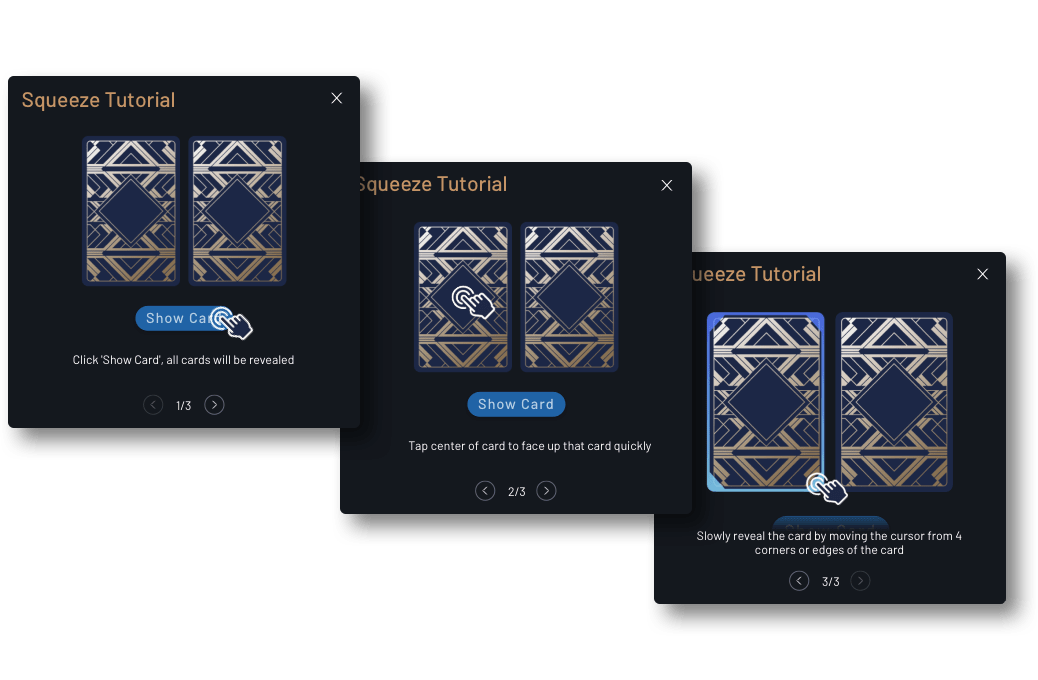 Squeeze Tutorial
Show Card
Click 'Show Card', all cards will be revealed
1/3
Squeeze Tutorial
Show Card
Tap center of card to face up that card quickly
2/3
ueeze Tutorial
Slowly reveal the card by moving the cursor from 4
corners or edges of the card
3/3